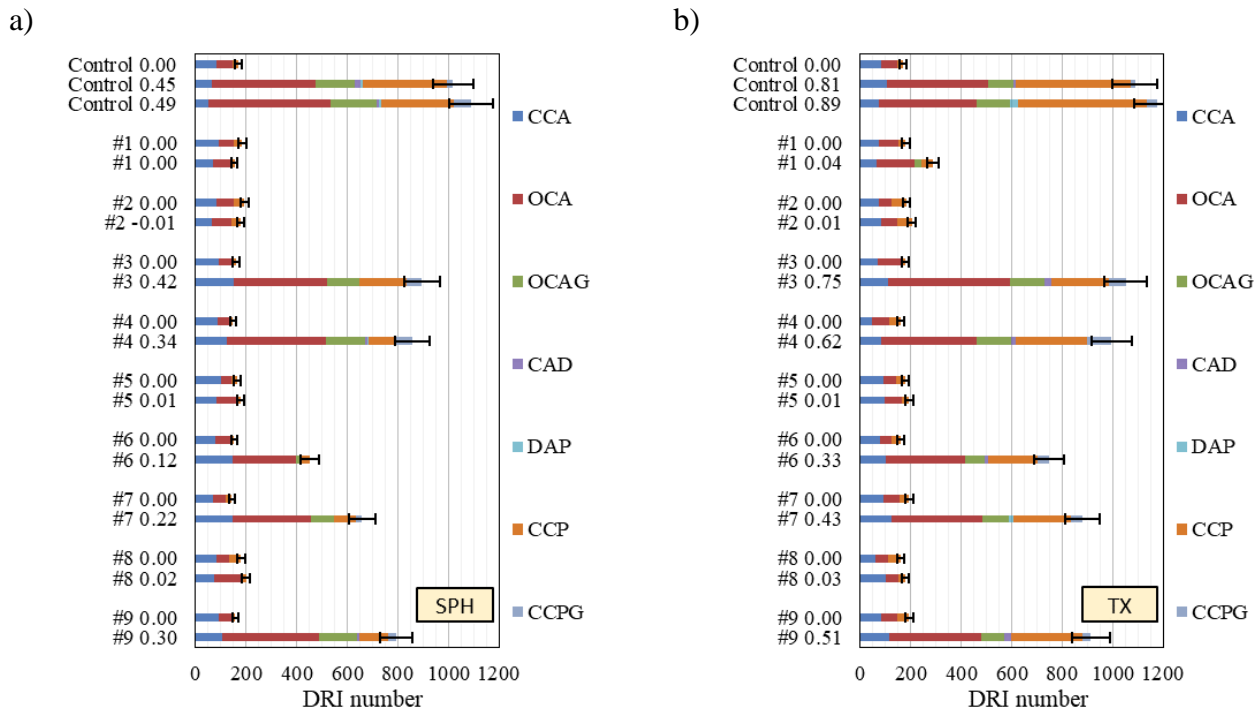 a)
Control 0.00
Control 0.45
Control 0.49
#1 0.00
#1 0.00
#2 0.00
#2 -0.01
#3 0.00
#3 0.42
#4 0.00
#4 0.34
#5 0.00
#5 0.01
#6 0.00
#6 0.12
#7 0.00
#7 0.22
#8 0.00
#8 0.02
#9 0.00
#9 0.30
0 200 400 600 800 1000 1200
DRI number
SPH
CCA
OCA
OCAG
CAD
DAP
CCP
CCPG
b)
Control 0.00
Control 0.81
Control 0.89
#1 0.00
#1 0.04
#2 0.00
#2 0.01
#3 0.00
#3 0.75
#4 0.00
#4 0.62
#5 0.00
#5 0.01
#6 0.00
#6 0.33
#7 0.00
#7 0.43
#8 0.00
#8 0.03
#9 0.00
#9 0.51
0 200 400 600 800 1000 1200
DRI number
TX
CCA
OCA
OCAG
CAD
DAP
CCP
CCPG